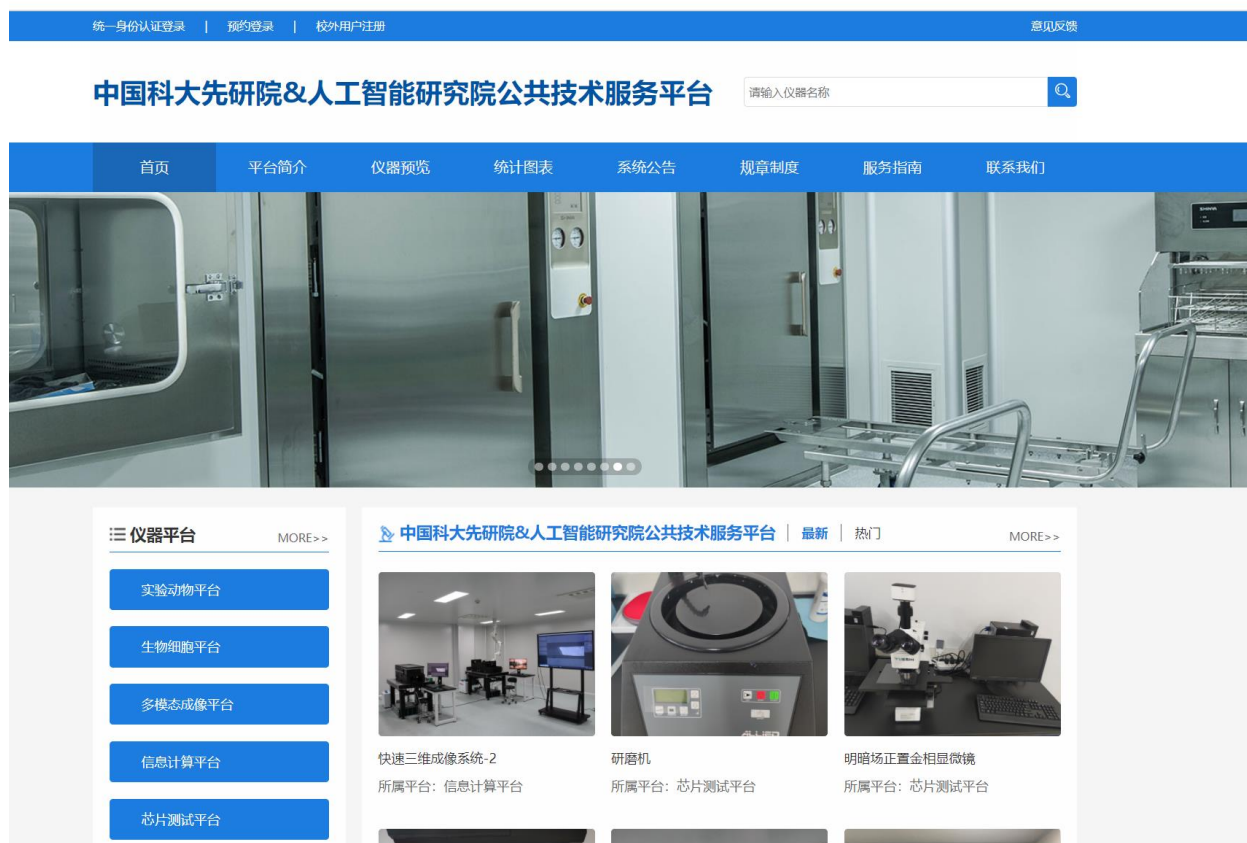 统一身份认证登录 | 预约登录 | 校外用户注册 意见反馈
中国科大先研院&人工智能研究院公共技术服务平台 请输入仪器名称
首页 平台简介 仪器预览 统计图表 系统公告 规章制度 服务指南 联系我们
仪器平台 MORE>>
实验动物平台
生物细胞平台
多模态成像平台
信息计算平台
芯片测试平台
中国科大先研院&人工智能研究院公共技术服务平台 | 最新 | 热门 MORE>>
快速三维成像系统-2 研磨机 明暗场正置金相显微镜
所属平台：信息计算平台 所属平台：芯片测试平台 所属平台：芯片测试平台